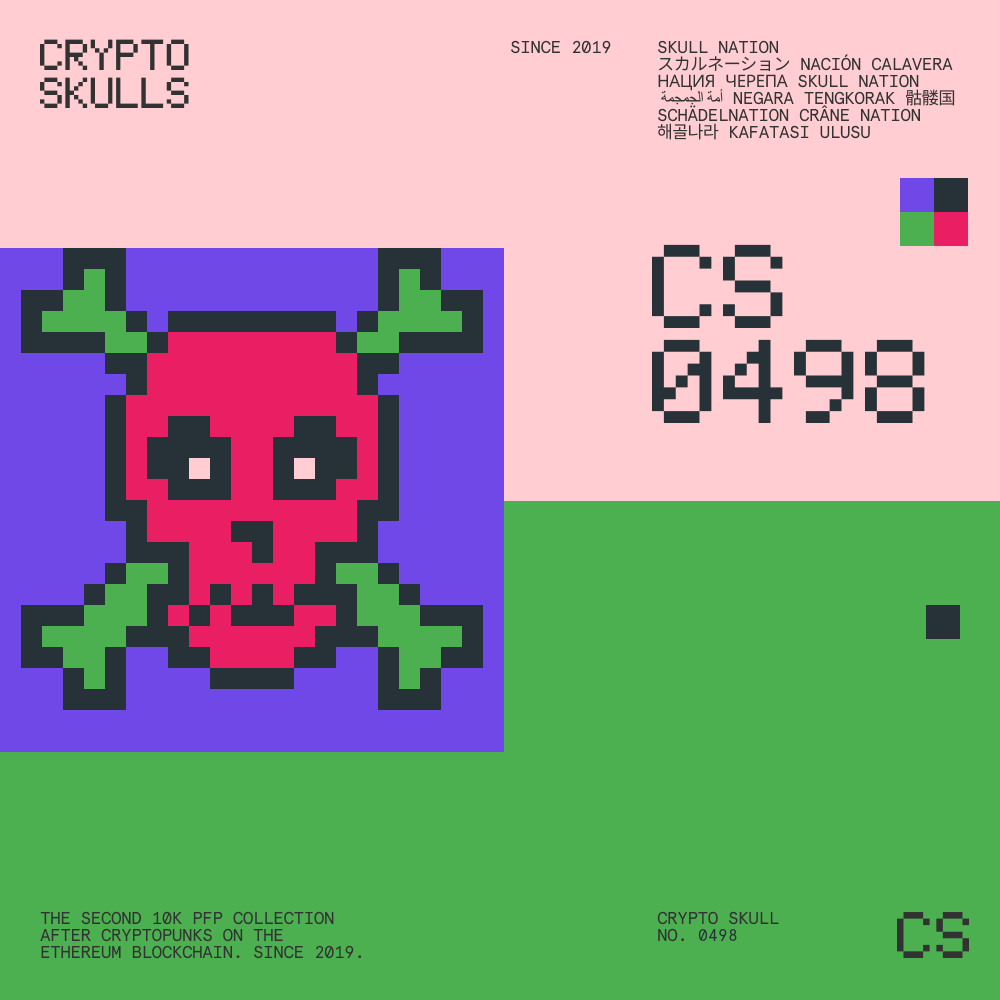 CRYPTO
SKULLS
SINCE 2019
SKULL NATION
スカルネーション NACIÓN CALAVERA
НАЦИЯ ЧЕРЕПА SKULL NATION
أمة الجمجمة NEGARA TENGKORAK 骷髅国
SCHÄDELNATION CRÂNE NATION
해골나라 KAFATASI ULUSU
CS
0498
THE SECOND 10K PFP COLLECTION
AFTER CRYPTOPUNKS ON THE
ETHEREUM BLOCKCHAIN. SINCE 2019.
CRYPTO SKULL
NO. 0498
CS